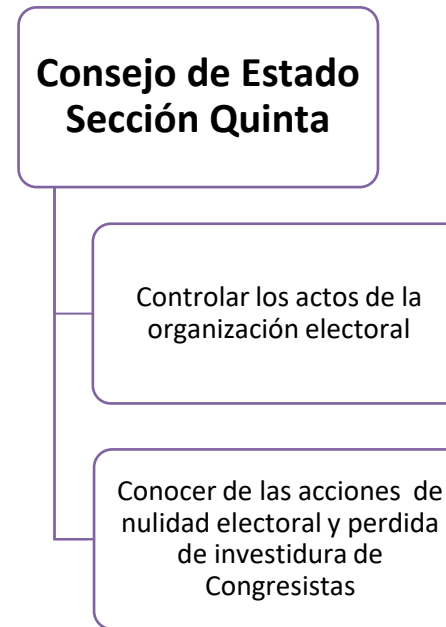 Consejo de Estado
Sección Quinta
Controlar los actos de la
organización electoral
Conocer de las acciones de
nulidad electoral y perdida
de investidura de
Congresistas